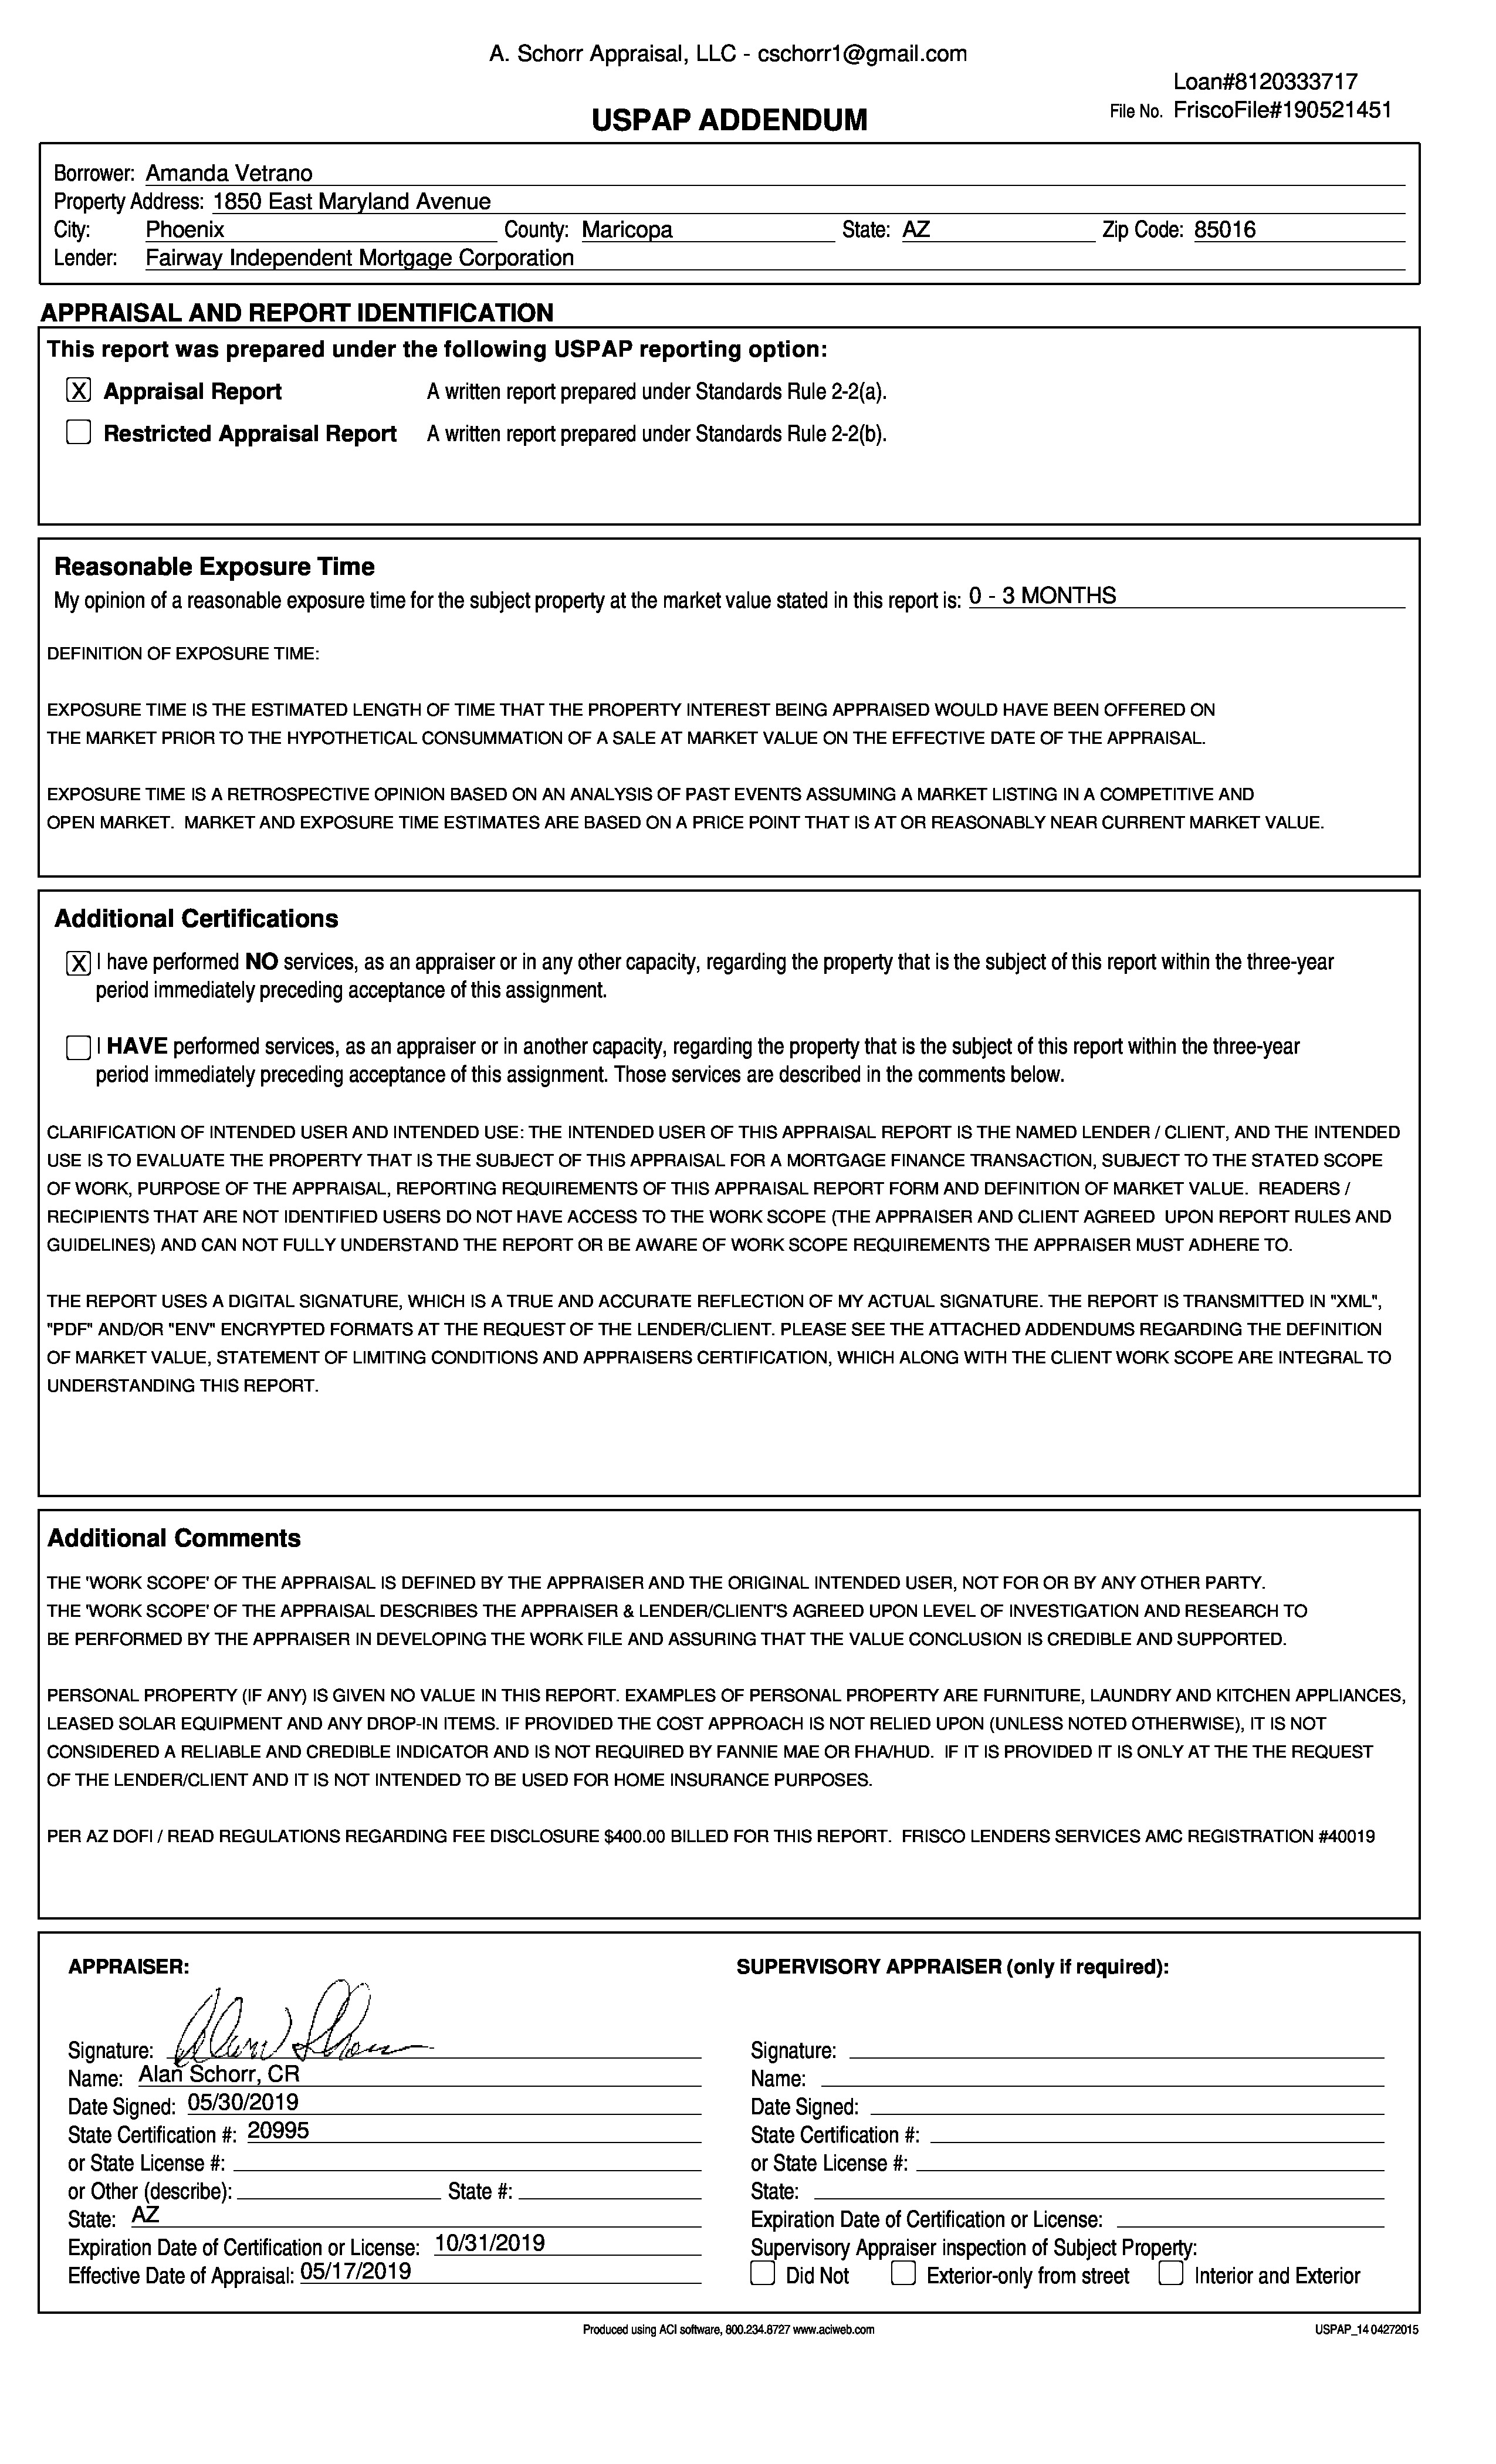 A. Schorr Appraisal, LLC - cschorr1@gmail.com
Loan#8120333717
USPAP ADDENDUM
File No. FriscoFile#190521451
Borrower: Amanda Vetrano
Property Address: 1850 East Maryland Avenue
City: Phoenix County: Maricopa State: AZ Zip Code: 85016
Lender: Fairway Independent Mortgage Corporation
APPRAISAL AND REPORT IDENTIFICATION
This report was prepared under the following USPAP reporting option:
X Appraisal Report A written report prepared under Standards Rule 2-2(a).
Restricted Appraisal Report A written report prepared under Standards Rule 2-2(b).
Reasonable Exposure Time
My opinion of a reasonable exposure time for the subject property at the market value stated in this report is: 0 - 3 MONTHS
DEFINITION OF EXPOSURE TIME:
EXPOSURE TIME IS THE ESTIMATED LENGTH OF TIME THAT THE PROPERTY INTEREST BEING APPRAISED WOULD HAVE BEEN OFFERED ON
THE MARKET PRIOR TO THE HYPOTHETICAL CONSUMMATION OF A SALE AT MARKET VALUE ON THE EFFECTIVE DATE OF THE APPRAISAL.
EXPOSURE TIME IS A RETROSPECTIVE OPINION BASED ON AN ANALYSIS OF PAST EVENTS ASSUMING A MARKET LISTING IN A COMPETITIVE AND
OPEN MARKET. MARKET AND EXPOSURE TIME ESTIMATES ARE BASED ON A PRICE POINT THAT IS AT OR REASONABLY NEAR CURRENT MARKET VALUE.
Additional Certifications
X I have performed NO services, as an appraiser or in any other capacity, regarding the property that is the subject of this report within the three-year
period immediately preceding acceptance of this assignment.
I HAVE performed services, as an appraiser or in another capacity, regarding the property that is the subject of this report within the three-year
period immediately preceding acceptance of this assignment. Those services are described in the comments below.
CLARIFICATION OF INTENDED USER AND INTENDED USE: THE INTENDED USER OF THIS APPRAISAL REPORT IS THE NAMED LENDER / CLIENT, AND THE INTENDED
USE IS TO EVALUATE THE PROPERTY THAT IS THE SUBJECT OF THIS APPRAISAL FOR A MORTGAGE FINANCE TRANSACTION, SUBJECT TO THE STATED SCOPE
OF WORK, PURPOSE OF THE APPRAISAL, REPORTING REQUIREMENTS OF THIS APPRAISAL REPORT FORM AND DEFINITION OF MARKET VALUE. READERS /
RECIPIENTS THAT ARE NOT IDENTIFIED USERS DO NOT HAVE ACCESS TO THE WORK SCOPE (THE APPRAISER AND CLIENT AGREED UPON REPORT RULES AND
GUIDELINES) AND CAN NOT FULLY UNDERSTAND THE REPORT OR BE AWARE OF WORK SCOPE REQUIREMENTS THE APPRAISER MUST ADHERE TO.
THE REPORT USES A DIGITAL SIGNATURE, WHICH IS A TRUE AND ACCURATE REFLECTION OF MY ACTUAL SIGNATURE. THE REPORT IS TRANSMITTED IN "XML",
"PDF" AND/OR "ENV" ENCRYPTED FORMATS AT THE REQUEST OF THE LENDER/CLIENT. PLEASE SEE THE ATTACHED ADDENDUMS REGARDING THE DEFINITION
OF MARKET VALUE, STATEMENT OF LIMITING CONDITIONS AND APPRAISERS CERTIFICATION, WHICH ALONG WITH THE CLIENT WORK SCOPE ARE INTEGRAL TO
UNDERSTANDING THIS REPORT.
Additional Comments
THE 'WORK SCOPE' OF THE APPRAISAL IS DEFINED BY THE APPRAISER AND THE ORIGINAL INTENDED USER, NOT FOR OR BY ANY OTHER PARTY.
THE 'WORK SCOPE' OF THE APPRAISAL DESCRIBES THE APPRAISER & LENDER/CLIENT'S AGREED UPON LEVEL OF INVESTIGATION AND RESEARCH TO
BE PERFORMED BY THE APPRAISER IN DEVELOPING THE WORK FILE AND ASSURING THAT THE VALUE CONCLUSION IS CREDIBLE AND SUPPORTED.
PERSONAL PROPERTY (IF ANY) IS GIVEN NO VALUE IN THIS REPORT. EXAMPLES OF PERSONAL PROPERTY ARE FURNITURE, LAUNDRY AND KITCHEN APPLIANCES,
LEASED SOLAR EQUIPMENT AND ANY DROP-IN ITEMS. IF PROVIDED THE COST APPROACH IS NOT RELIED UPON (UNLESS NOTED OTHERWISE), IT IS NOT
CONSIDERED A RELIABLE AND CREDIBLE INDICATOR AND IS NOT REQUIRED BY FANNIE MAE OR FHA/HUD. IF IT IS PROVIDED IT IS ONLY AT THE THE REQUEST
OF THE LENDER/CLIENT AND IT IS NOT INTENDED TO BE USED FOR HOME INSURANCE PURPOSES.
PER AZ DOFI / READ REGULATIONS REGARDING FEE DISCLOSURE $400.00 BILLED FOR THIS REPORT. FRISCO LENDERS SERVICES AMC REGISTRATION #40019
APPRAISER: SUPERVISORY APPRAISER (only if required):
Signature: Alan Schorr Signature:
Name: Alan Schorr, CR Name:
Date Signed: 05/30/2019 Date Signed:
State Certification #: 20995 State Certification #:
or State License #: or State License #:
or Other (describe): State #: State:
State: AZ Expiration Date of Certification or License:
Expiration Date of Certification or License: 10/31/2019 Supervisory Appraiser inspection of Subject Property:
Effective Date of Appraisal: 05/17/2019 Did Not Exterior-only from street Interior and Exterior
Produced using ACI software, 800.234.8727 www.aciweb.com USPAP_14 04272015